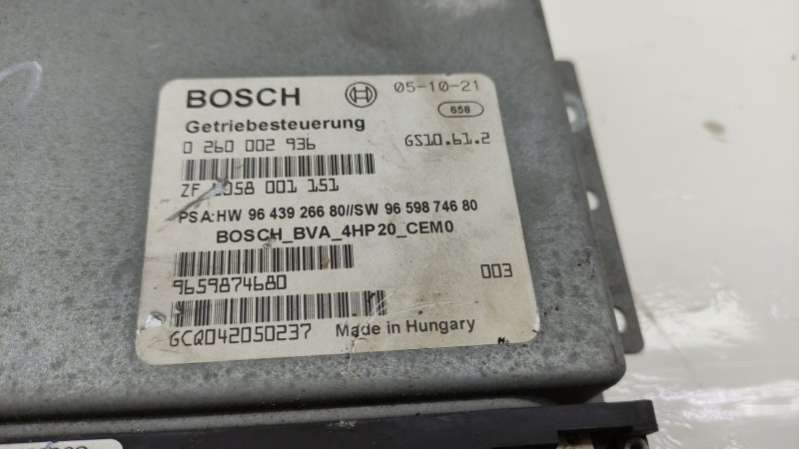 BOSCH 05-10-21
658
Getriebesteuerung
0 260 002 936 GS10.61.2
ZF 1058 001 151
PSA:HW 96 439 266 80//SW 96 598 746 80
BOSCH_BVA_4HP20_CEM0
003
9659874680
GCQ042050237 Made in Hungary